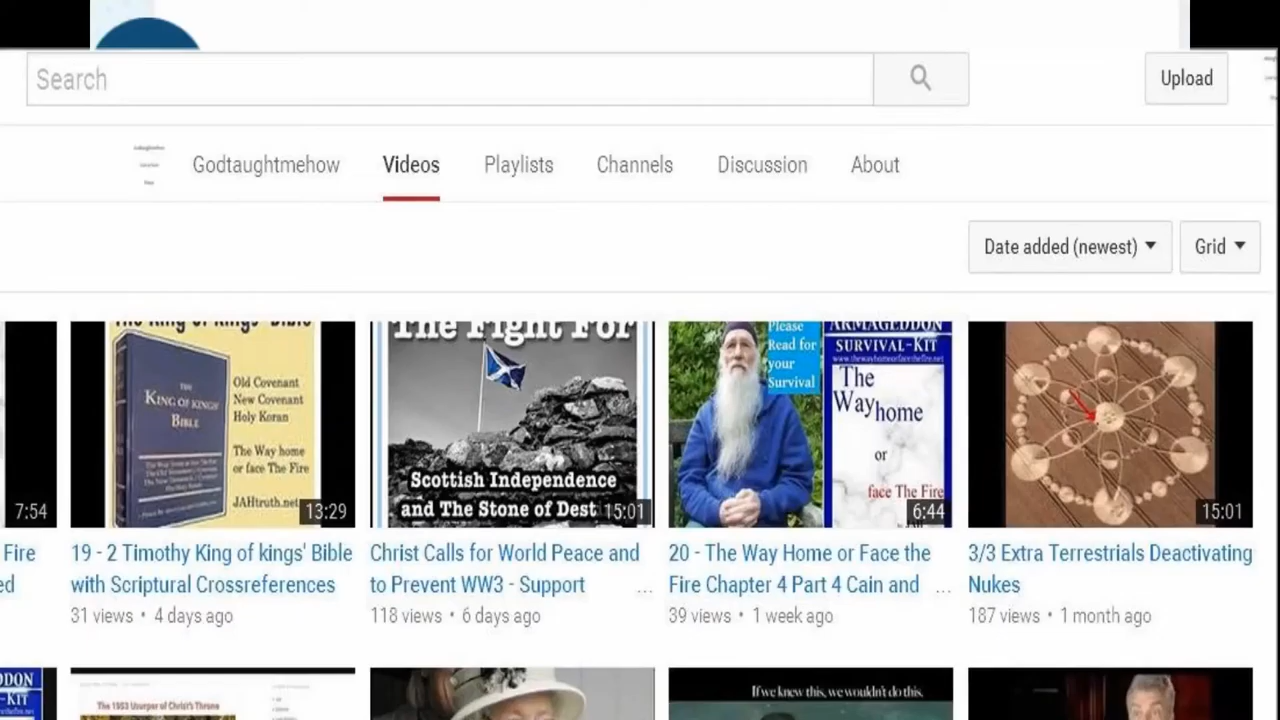 Search
Upload
Godtaughtmehow
Videos
Playlists
Channels
Discussion
About
Date added (newest)
Grid
7:54
The King of kings' Bible
THE
KING OF KINGS'
BIBLE
Old Covenant
New Covenant
Holy Koran
The Way home
or face The Fire
JAHtruth.net
13:29
The Fight For
Scottish Independence
and The Stone of Dest
15:01
Please
Read for
your
Survival
ARMAGEDDON
SURVIVAL-KIT
www.thewayhomeorfacethefire.net
The
Way home
or
face The Fire
6:44
15:01
Fire
ed
19 - 2 Timothy King of kings' Bible
with Scriptural Crossreferences
31 views • 4 days ago
Christ Calls for World Peace and
to Prevent WW3 - Support ...
118 views • 6 days ago
20 - The Way Home or Face the
Fire Chapter 4 Part 4 Cain and ...
39 views • 1 week ago
3/3 Extra Terrestrials Deactivating
Nukes
187 views • 1 month ago
DDON
-KIT
The 1953 Usurper of Christ's Throne
If we knew this, we wouldn't do this.